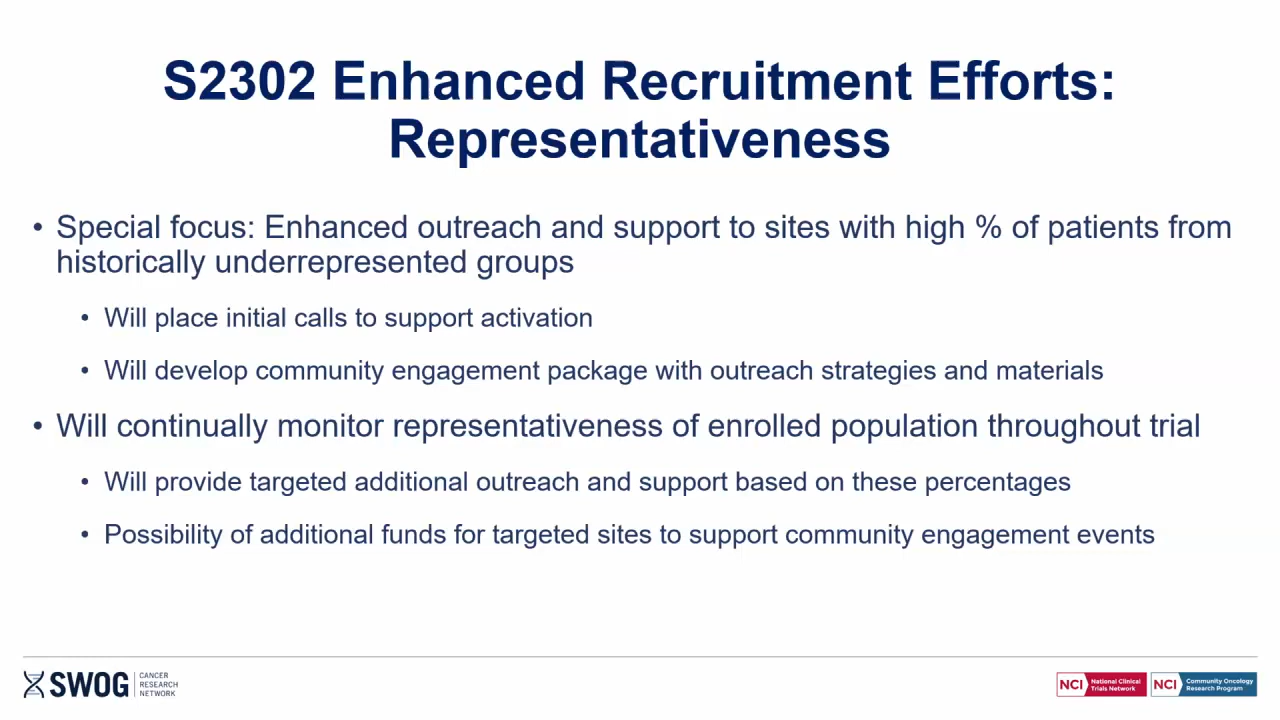 S2302 Enhanced Recruitment Efforts:
Representativeness
• Special focus: Enhanced outreach and support to sites with high % of patients from
historically underrepresented groups
• Will place initial calls to support activation
• Will develop community engagement package with outreach strategies and materials
• Will continually monitor representativeness of enrolled population throughout trial
• Will provide targeted additional outreach and support based on these percentages
• Possibility of additional funds for targeted sites to support community engagement events
SWOG
CANCER
RESEARCH
NETWORK
NCI
National Clinical
Trials Network
NCI
Community Oncology
Research Program